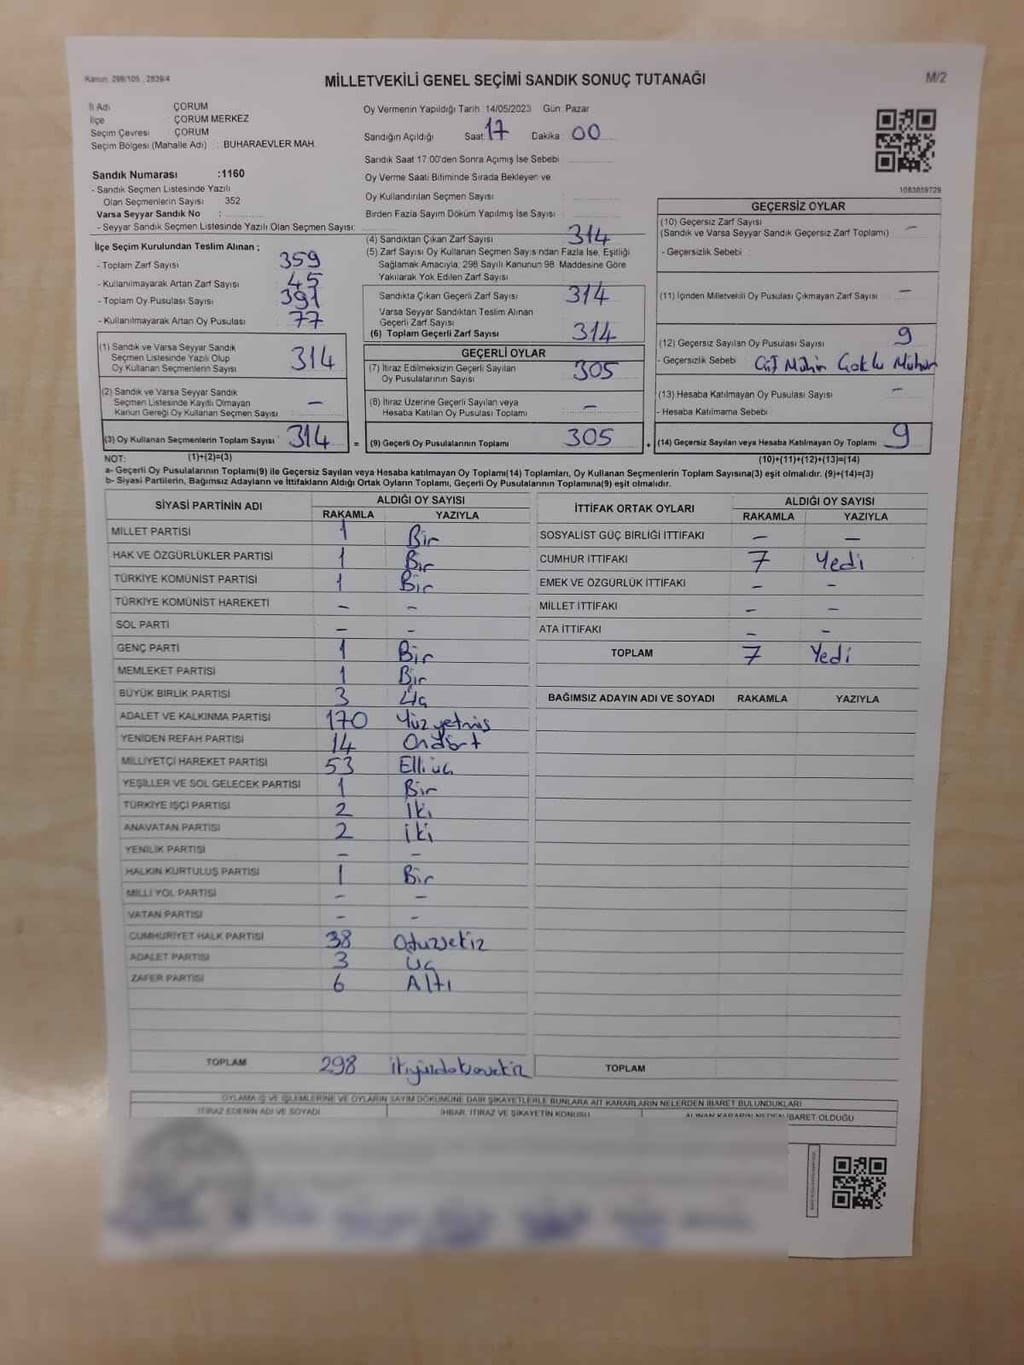 Kanun: 298/105 , 2839/4
MİLLETVEKİLİ GENEL SEÇİMİ SANDIK SONUÇ TUTANAĞI
M/2
İl Adı ÇORUM
İlçe ÇORUM MERKEZ
Seçim Çevresi ÇORUM
Seçim Bölgesi (Mahalle Adı) : BUHARAEVLER MAH.
Sandık Numarası :1160
- Sandık Seçmen Listesinde Yazılı
Olan Seçmenlerin Sayısı 352
Varsa Seyyar Sandık No :
- Seyyar Sandık Seçmen Listesinde Yazılı Olan Seçmen Sayısı:
Oy Vermenin Yapıldığı Tarih: 14/05/2023 Gün: Pazar
Sandığın Açıldığı Saat: 17 Dakika: 00
Sandık Saat 17.00'den Sonra Açılmış İse Sebebi
Oy Verme Saati Bitiminde Sırada Bekleyen ve
Oy Kullandırılan Seçmen Sayısı
Birden Fazla Sayım Döküm Yapılmış İse Sayısı
1083859729
İlçe Seçim Kurulundan Teslim Alınan ;
- Toplam Zarf Sayısı 359
- Kullanılmayarak Artan Zarf Sayısı 45
- Toplam Oy Pusulası Sayısı 391
- Kullanılmayarak Artan Oy Pusulası 77
(1) Sandık ve Varsa Seyyar Sandık
Seçmen Listesinde Yazılı Olup
Oy Kullanan Seçmenlerin Sayısı 314
(2) Sandık ve Varsa Seyyar Sandık
Seçmen Listesinde Kayıtlı Olmayan
Kanun Gereği Oy Kullanan Seçmen Sayısı –
(3) Oy Kullanan Seçmenlerin Toplam Sayısı 314 =
(1)+(2)=(3)
(4) Sandıktan Çıkan Zarf Sayısı 314
(5) Zarf Sayısı Oy Kullanan Seçmen Sayısından Fazla İse, Eşitliği
Sağlamak Amacıyla; 298 Sayılı Kanunun 98. Maddesine Göre
Yakılarak Yok Edilen Zarf Sayısı
Sandıkta Çıkan Geçerli Zarf Sayısı 314
Varsa Seyyar Sandıktan Teslim Alınan
Geçerli Zarf Sayısı
(6) Toplam Geçerli Zarf Sayısı 314
GEÇERLİ OYLAR
(7) İtiraz Edilmeksizin Geçerli Sayılan
Oy Pusulalarının Sayısı 305
(8) İtiraz Üzerine Geçerli Sayılan veya
Hesaba Katılan Oy Pusulası Toplamı –
(9) Geçerli Oy Pusulalarının Toplamı 305 +
GEÇERSİZ OYLAR
(10) Geçersiz Zarf Sayısı –
(Sandık ve Varsa Seyyar Sandık Geçersiz Zarf Toplamı)
- Geçersizlik Sebebi
(11) İçinden Milletvekili Oy Pusulası Çıkmayan Zarf Sayısı –
(12) Geçersiz Sayılan Oy Pusulası Sayısı 9
- Geçersizlik Sebebi Çift Mühür Çoklu Mühür
(13) Hesaba Katılmayan Oy Pusulası Sayısı –
- Hesaba Katılmama Sebebi
(14) Geçersiz Sayılan veya Hesaba Katılmayan Oy Toplamı 9
(10)+(11)+(12)+(13)=(14)
NOT:
a- Geçerli Oy Pusulalarının Toplamı(9) ile Geçersiz Sayılan veya Hesaba katılmayan Oy Toplamı(14) Toplamları, Oy Kullanan Seçmenlerin Toplam Sayısına(3) eşit olmalıdır. (9)+(14)=(3)
b- Siyasi Partilerin, Bağımsız Adayların ve İttifakların Aldığı Ortak Oyların Toplamı, Geçerli Oy Pusulalarının Toplamına(9) eşit olmalıdır.
SİYASİ PARTİNİN ADI ALDIĞI OY SAYISI
RAKAMLA YAZIYLA
MİLLET PARTİSİ 1 Bir
HAK VE ÖZGÜRLÜKLER PARTİSİ 1 Bir
TÜRKİYE KOMÜNİST PARTİSİ 1 Bir
TÜRKİYE KOMÜNİST HAREKETİ – –
SOL PARTİ – –
GENÇ PARTİ 1 Bir
MEMLEKET PARTİSİ 1 Bir
BÜYÜK BİRLİK PARTİSİ 3 Üç
ADALET VE KALKINMA PARTİSİ 170 Yüzyetmiş
YENİDEN REFAH PARTİSİ 14 Ondört
MİLLİYETÇİ HAREKET PARTİSİ 53 Elliüç
YEŞİLLER VE SOL GELECEK PARTİSİ 1 Bir
TÜRKİYE İŞÇİ PARTİSİ 2 İki
ANAVATAN PARTİSİ 2 İki
YENİLİK PARTİSİ – –
HALKIN KURTULUŞ PARTİSİ 1 Bir
MİLLİ YOL PARTİSİ – –
VATAN PARTİSİ – –
CUMHURİYET HALK PARTİSİ 38 Otuzsekiz
ADALET PARTİSİ 3 Üç
ZAFER PARTİSİ 6 Altı
TOPLAM 298 ikiyüzdoksansekiz
İTTİFAK ORTAK OYLARI ALDIĞI OY SAYISI
RAKAMLA YAZIYLA
SOSYALİST GÜÇ BİRLİĞİ İTTİFAKI – –
CUMHUR İTTİFAKI 7 Yedi
EMEK VE ÖZGÜRLÜK İTTİFAKI – –
MİLLET İTTİFAKI – –
ATA İTTİFAKI – –
TOPLAM 7 Yedi
BAĞIMSIZ ADAYIN ADI VE SOYADI RAKAMLA YAZIYLA
TOPLAM
OYLAMA İŞ VE İŞLEMLERİNE VE OYLARIN SAYIM DÖKÜMÜNE DAİR ŞİKAYETLERLE BUNLARA AİT KARARLARIN NELERDEN İBARET BULUNDUKLARI
İTİRAZ EDENİN ADI VE SOYADI İHBAR, İTİRAZ VE ŞİKAYETİN KONUSU ALINAN KARARIN NEDEN İBARET OLDUĞU